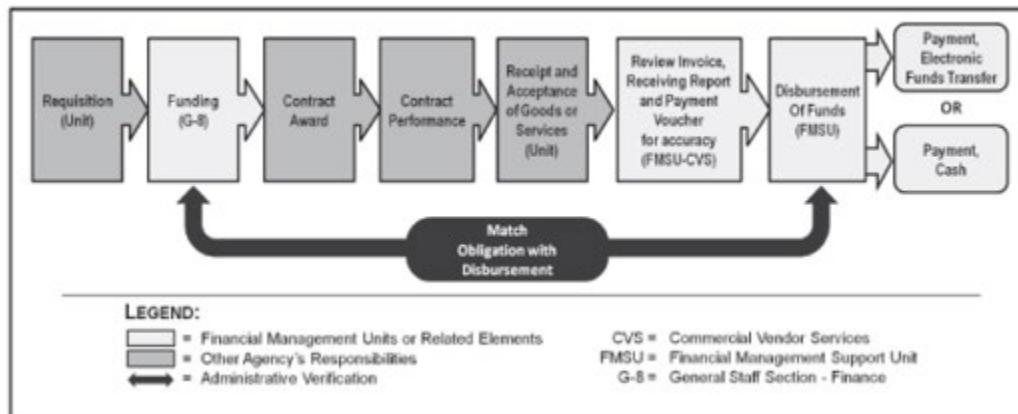 Requisition
(Unit)
Funding
(G-8)
Contract
Award
Contract
Performance
Receipt and
Acceptance
of Goods or
Services
(Unit)
Review Invoice,
Receiving Report
and Payment
Voucher
for accuracy
(FMSU-CVS)
Disbursement
Of Funds
(FMSU)
Payment,
Electronic
Funds Transfer
OR
Payment,
Cash
Match
Obligation with
Disbursement
LEGEND:
= Financial Management Units or Related Elements
= Other Agency's Responsibilities
= Administrative Verification
CVS = Commercial Vendor Services
FMSU = Financial Management Support Unit
G-8 = General Staff Section - Finance